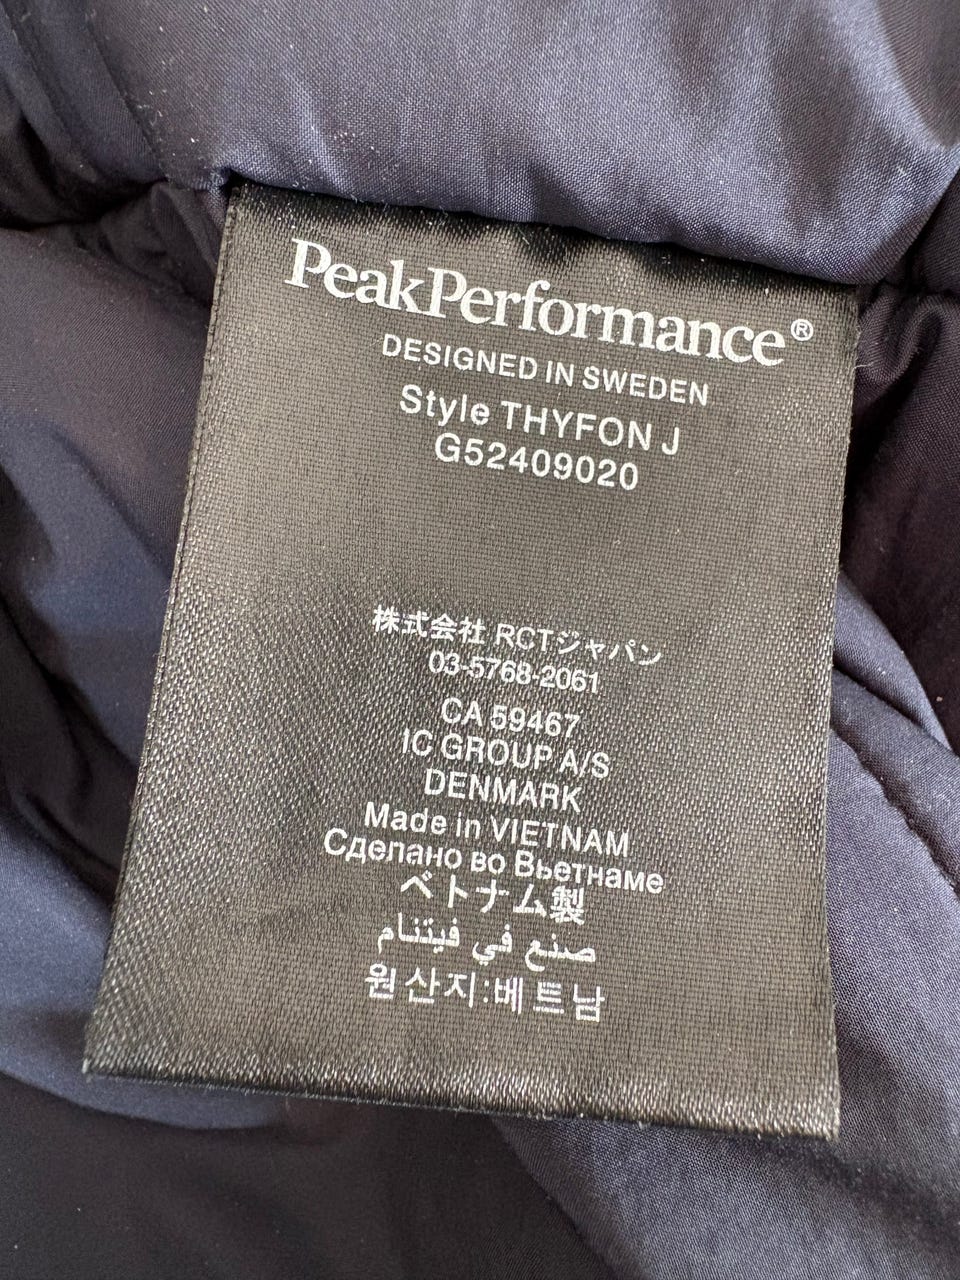 PeakPerformance®
DESIGNED IN SWEDEN
Style THYFON J
G52409020
株式会社 RCTジャパン
03-5768-2061
CA 59467
IC GROUP A/S
DENMARK
Made in VIETNAM
Сделано во Вьетнаме
ベトナム製
صنع في فيتنام
원산지:베트남